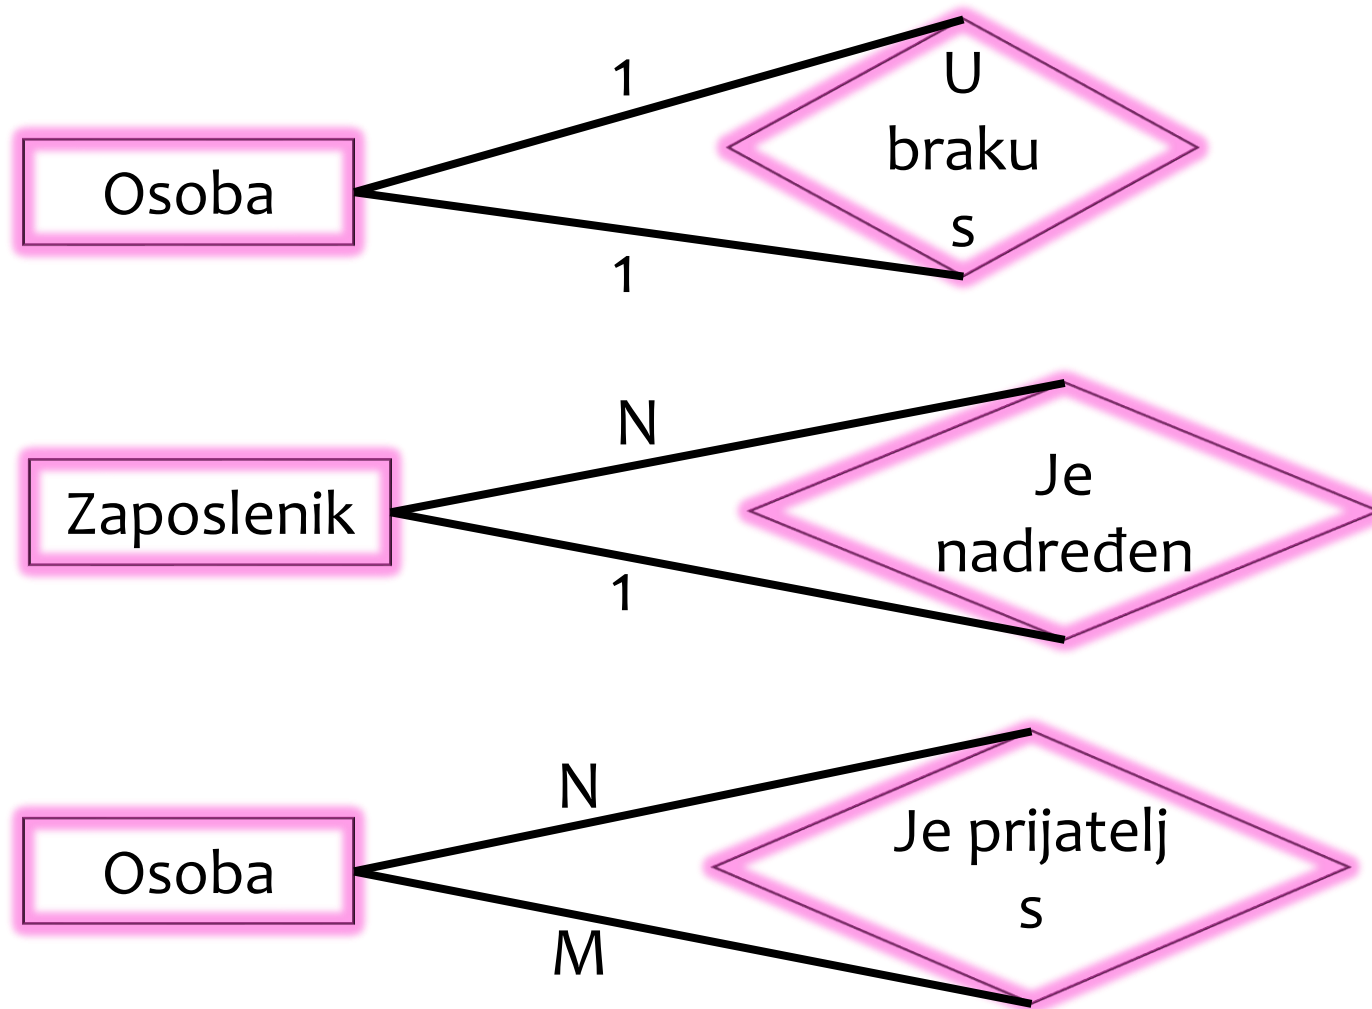 1
U
braku
s
Osoba
1
N
Je
nadređen
Zaposlenik
1
N
Je prijatelj
s
Osoba
M